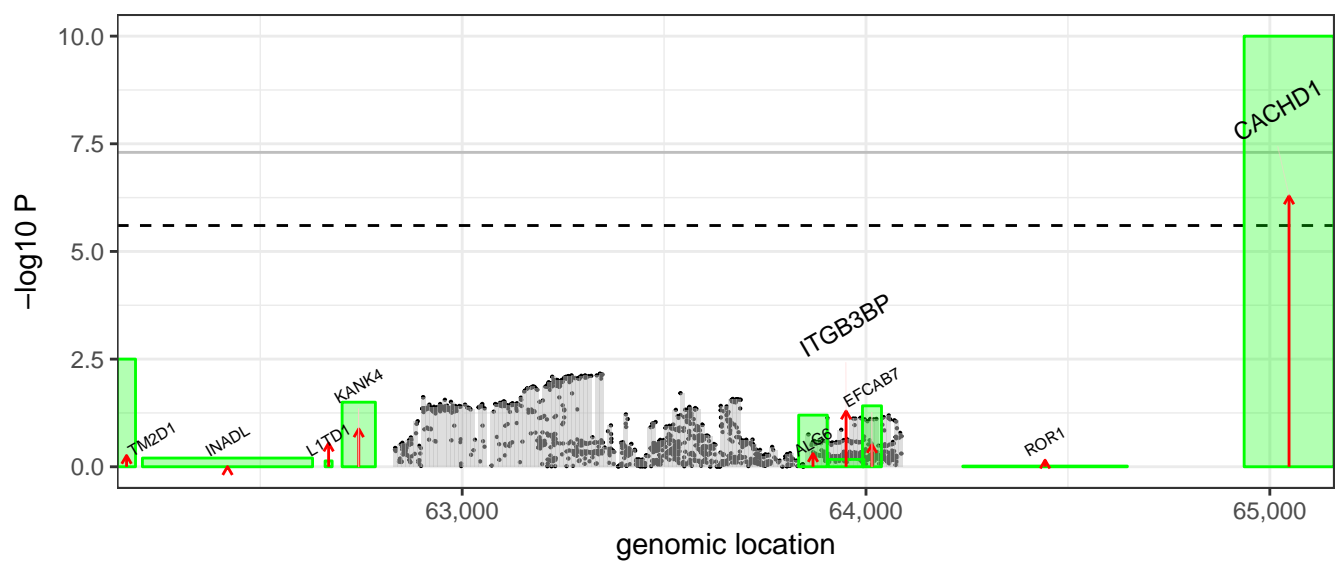 10.0
7.5
5.0
2.5
0.0
−log10 P
CACHD1
ITGB3BP
KANK4
EFCAB7
TM2D1
INADL
L1TD1
ALG6
ROR1
63,000
64,000
65,000
genomic location